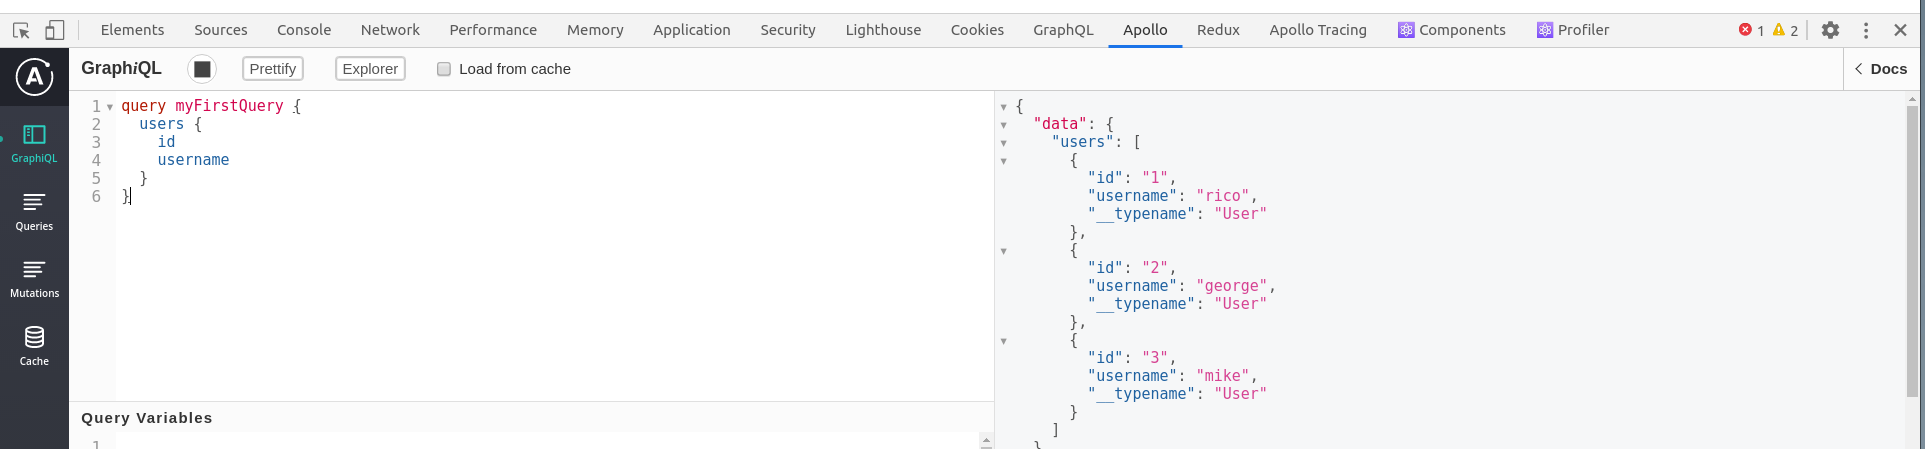 Elements Sources Console Network Performance Memory Application Security Lighthouse Cookies GraphQL Apollo Redux Apollo Tracing Components Profiler 1 2
GraphiQL Prettify Explorer Load from cache Docs
GraphiQL
Queries
Mutations
Cache
1 query myFirstQuery {
2 users {
3 id
4 username
5 }
6 }
Query Variables
1
{
"data": {
"users": [
{
"id": "1",
"username": "rico",
"__typename": "User"
},
{
"id": "2",
"username": "george",
"__typename": "User"
},
{
"id": "3",
"username": "mike",
"__typename": "User"
}
]
}